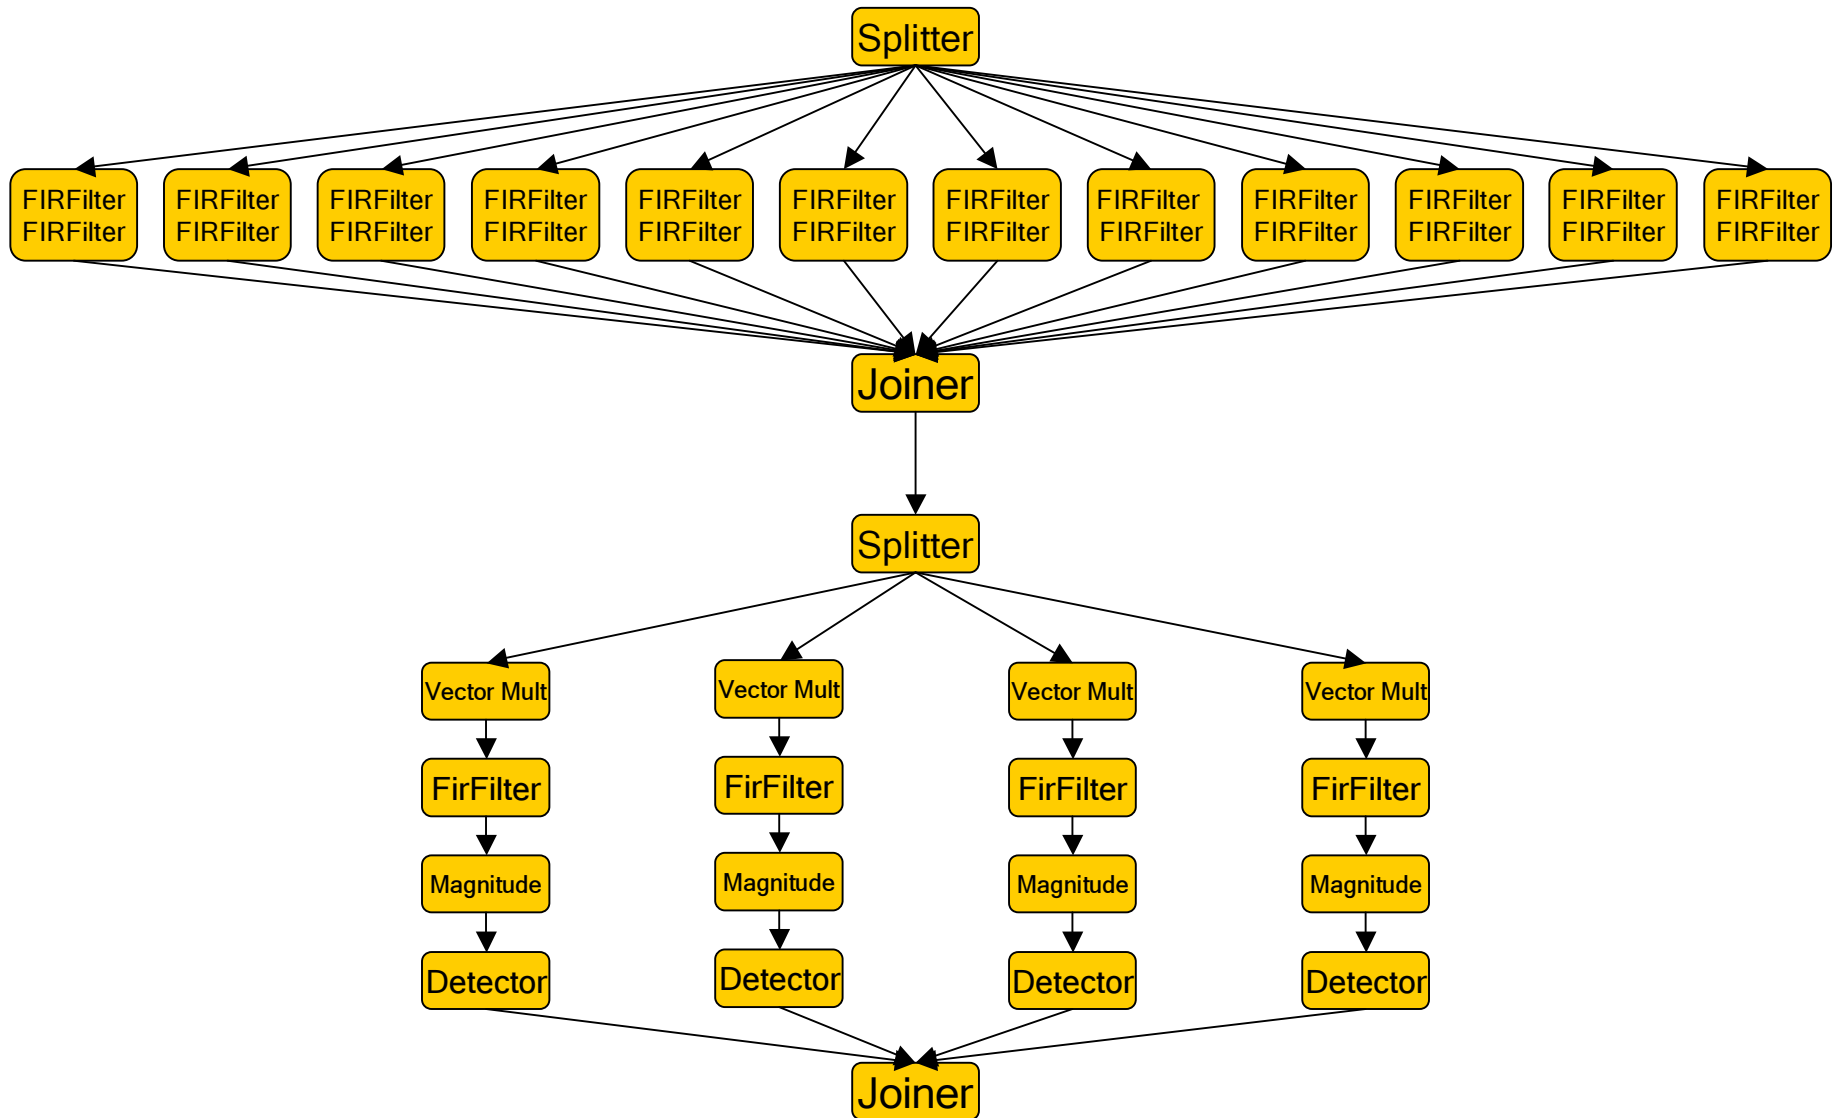 Splitter
FIRFilter FIRFilter FIRFilter FIRFilter FIRFilter FIRFilter FIRFilter FIRFilter FIRFilter FIRFilter FIRFilter FIRFilter
FIRFilter FIRFilter FIRFilter FIRFilter FIRFilter FIRFilter FIRFilter FIRFilter FIRFilter FIRFilter FIRFilter FIRFilter
Joiner
Splitter
Vector Mult Vector Mult Vector Mult Vector Mult
FirFilter FirFilter FirFilter FirFilter
Magnitude Magnitude Magnitude Magnitude
Detector Detector Detector Detector
Joiner